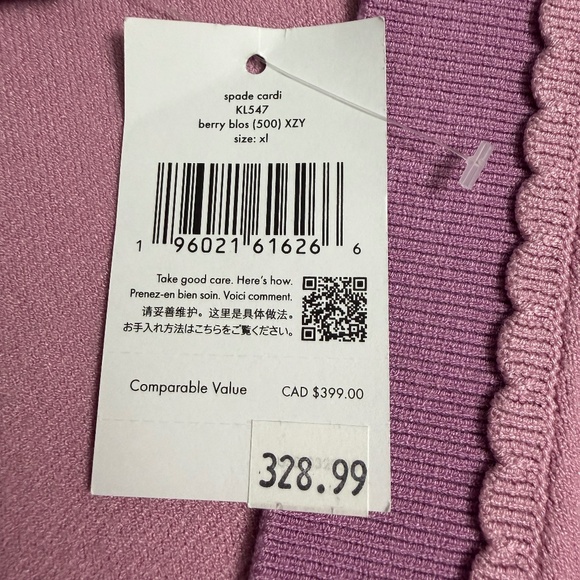 spade cardi
KL547
berry blos (500) XZY
size: xl
1 96021 61626 6
Take good care. Here's how.
Prenez-en bien soin. Voici comment.
请妥善维护。这里是具体做法。
お手入れ方法はこちらをご覧ください。
Comparable Value CAD $399.00
328.99